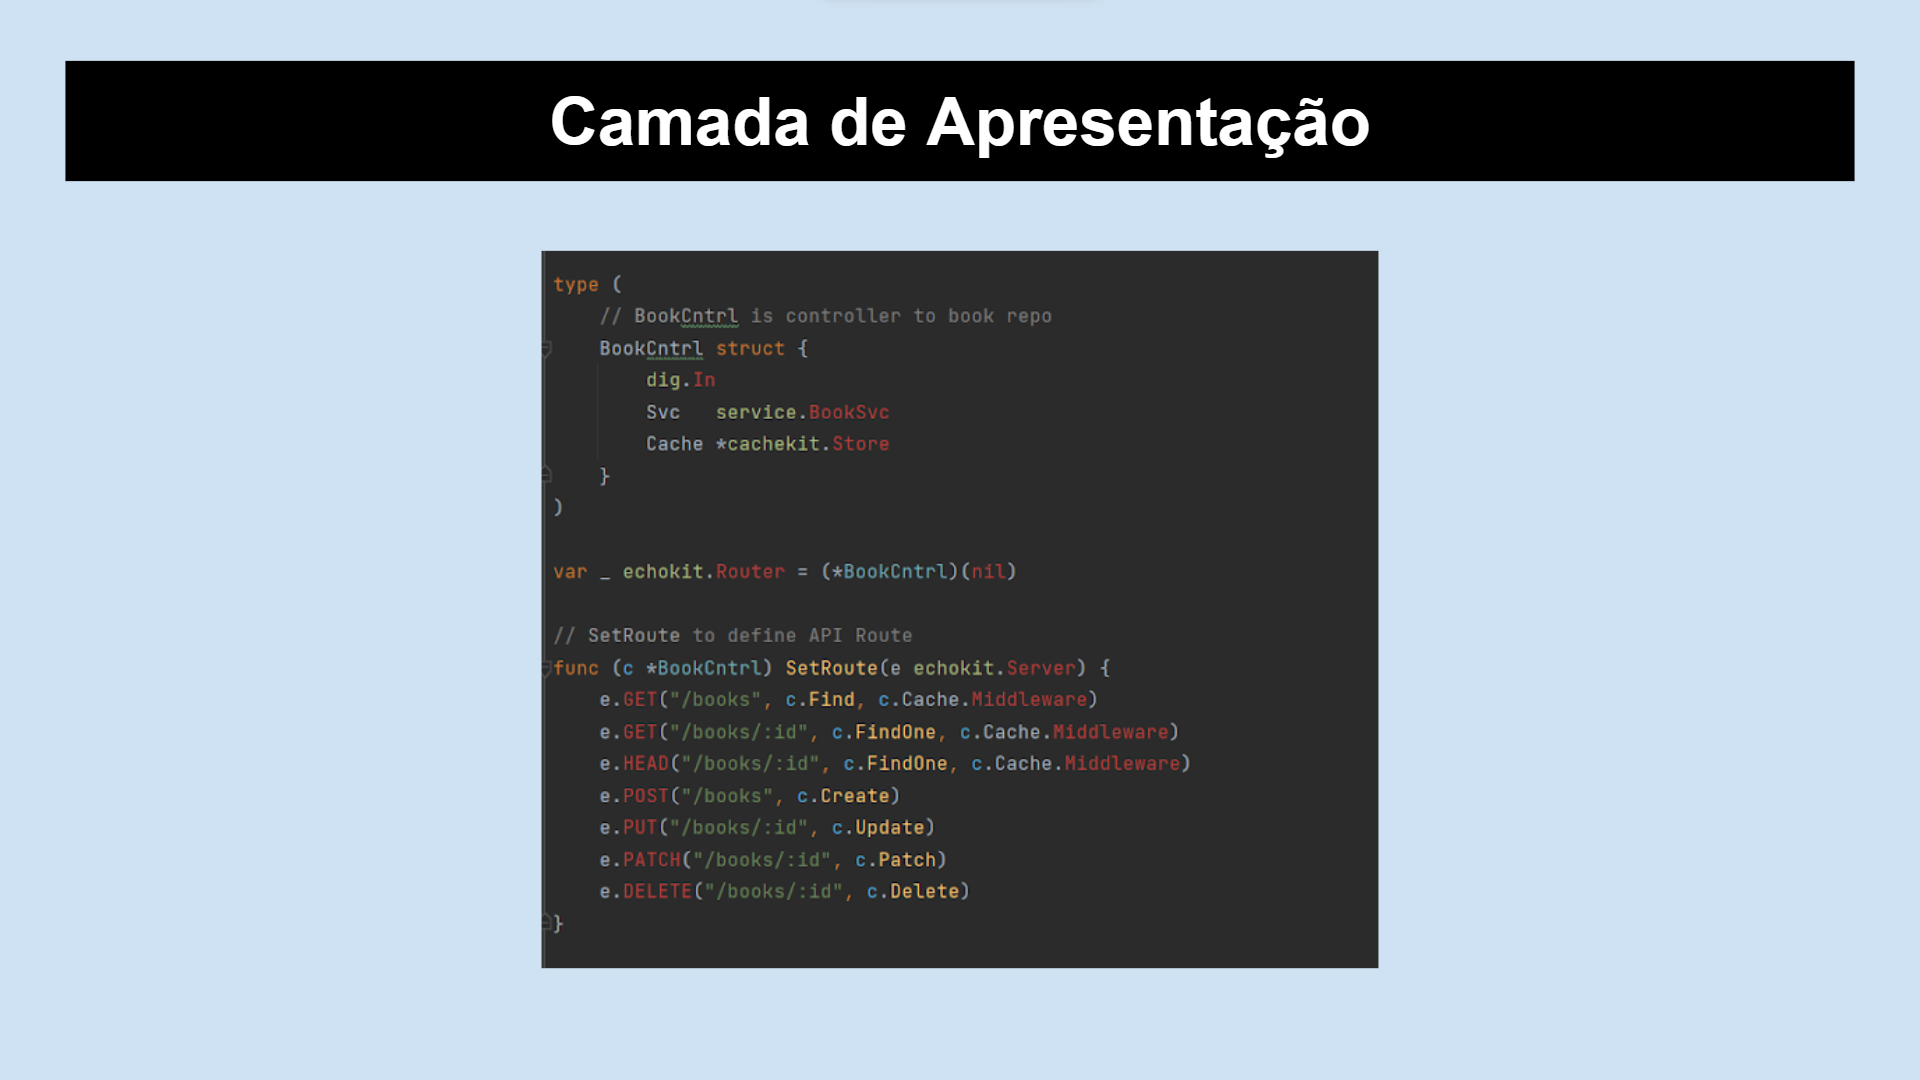 Camada de Apresentação
type (
    // BookCntrl is controller to book repo
    BookCntrl struct {
        dig.In
        Svc   service.BookSvc
        Cache *cachekit.Store
    }
)
var _ echokit.Router = (*BookCntrl)(nil)
// SetRoute to define API Route
func (c *BookCntrl) SetRoute(e echokit.Server) {
    e.GET("/books", c.Find, c.Cache.Middleware)
    e.GET("/books/:id", c.FindOne, c.Cache.Middleware)
    e.HEAD("/books/:id", c.FindOne, c.Cache.Middleware)
    e.POST("/books", c.Create)
    e.PUT("/books/:id", c.Update)
    e.PATCH("/books/:id", c.Patch)
    e.DELETE("/books/:id", c.Delete)
}